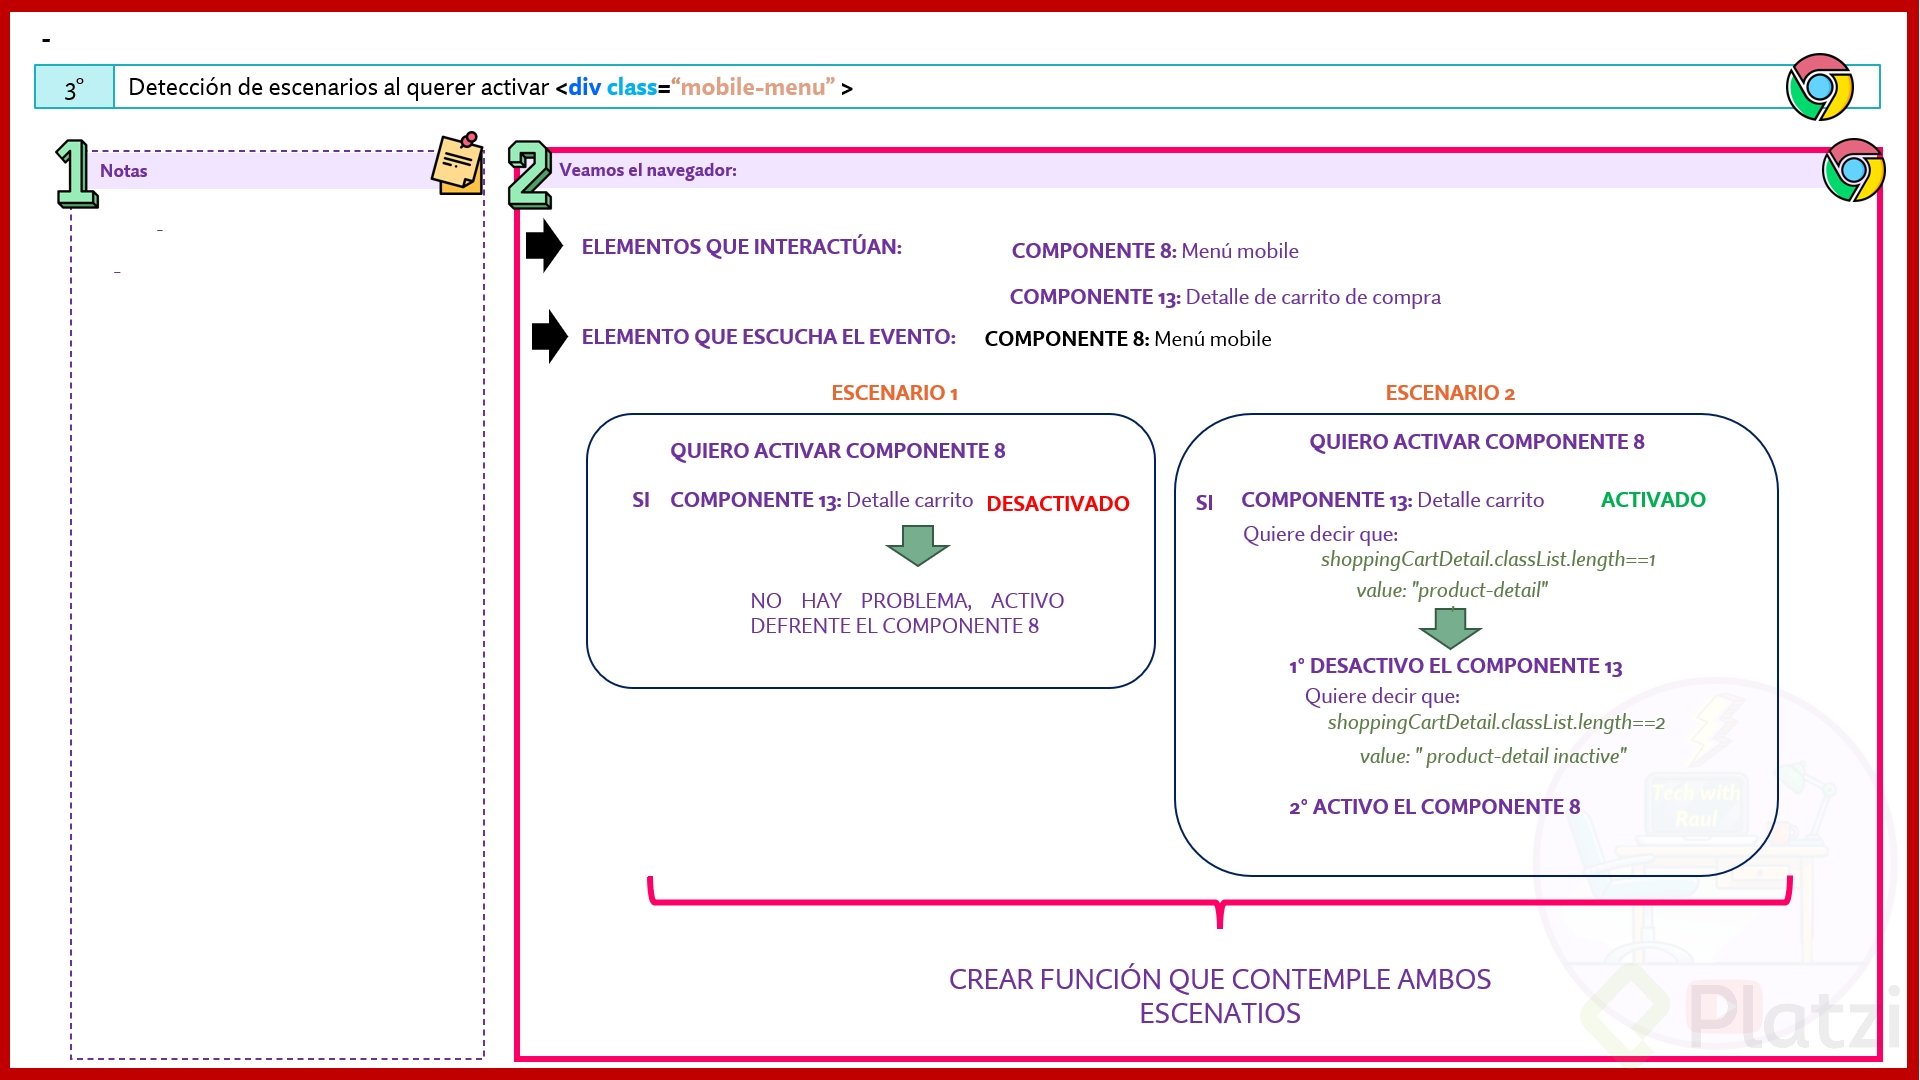 -
3° Detección de escenarios al querer activar <div class=“mobile-menu” >
1 Notas
-
-
2 Veamos el navegador:
ELEMENTOS QUE INTERACTÚAN: COMPONENTE 8: Menú mobile
COMPONENTE 13: Detalle de carrito de compra
ELEMENTO QUE ESCUCHA EL EVENTO: COMPONENTE 8: Menú mobile
ESCENARIO 1
QUIERO ACTIVAR COMPONENTE 8
SI COMPONENTE 13: Detalle carrito DESACTIVADO
NO HAY PROBLEMA, ACTIVO
DEFRENTE EL COMPONENTE 8
ESCENARIO 2
QUIERO ACTIVAR COMPONENTE 8
SI COMPONENTE 13: Detalle carrito ACTIVADO
Quiere decir que:
shoppingCartDetail.classList.length==1
value: "product-detail"
1° DESACTIVO EL COMPONENTE 13
Quiere decir que:
shoppingCartDetail.classList.length==2
value: " product-detail inactive"
2° ACTIVO EL COMPONENTE 8
CREAR FUNCIÓN QUE CONTEMPLE AMBOS
ESCENATIOS
Tech with
Raul
Platzi